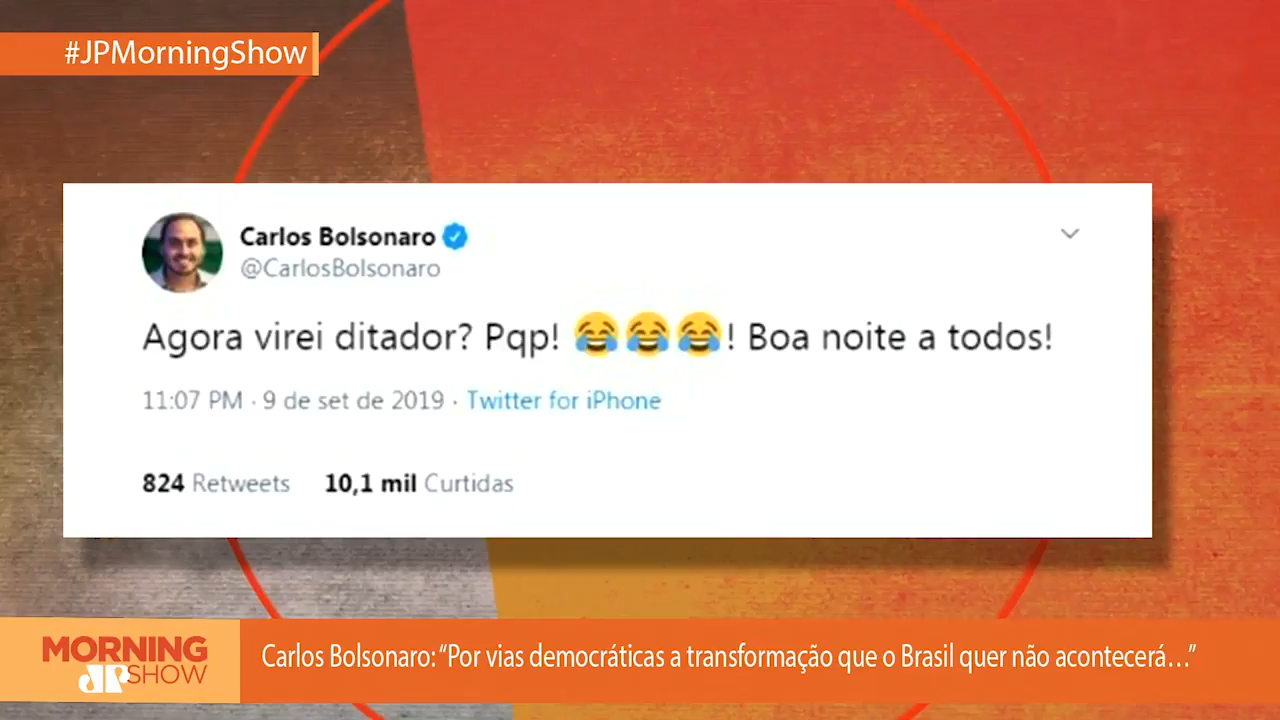 #JPMorningShow
Carlos Bolsonaro
@CarlosBolsonaro
Agora virei ditador? Pqp! 😂😂😂! Boa noite a todos!
11:07 PM · 9 de set de 2019 · Twitter for iPhone
824 Retweets 10,1 mil Curtidas
MORNING
JP SHOW
Carlos Bolsonaro: “Por vias democráticas a transformação que o Brasil quer não acontecerá...”